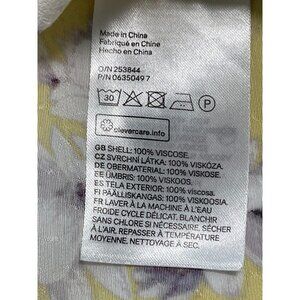 Made in China
Fabriqué en Chine
Hecho en China
O/N 253844
P/N 06350497
30 P
clevercare.info
GB SHELL: 100% VISCOSE.
CZ SVRCHNÍ LÁTKA: 100% VISKÓZA.
DE OBERMATERIAL: 100% VISKOSE.
EE ÜMBRIS: 100% VISKOOS.
ES TELA EXTERIOR: 100% viscosa.
FI PÄÄLLISKANGAS: 100% VISKOOSI.
FR LAVER À LA MACHINE À L'EAU
FROIDE CYCLE DÉLICAT, BLANCHIR
SANS CHLORE SI NÉCESSAIRE, SÉCHER
À L'AIR, REPASSER À TEMPÉRATURE
MOYENNE, NETTOYAGE À SEC.